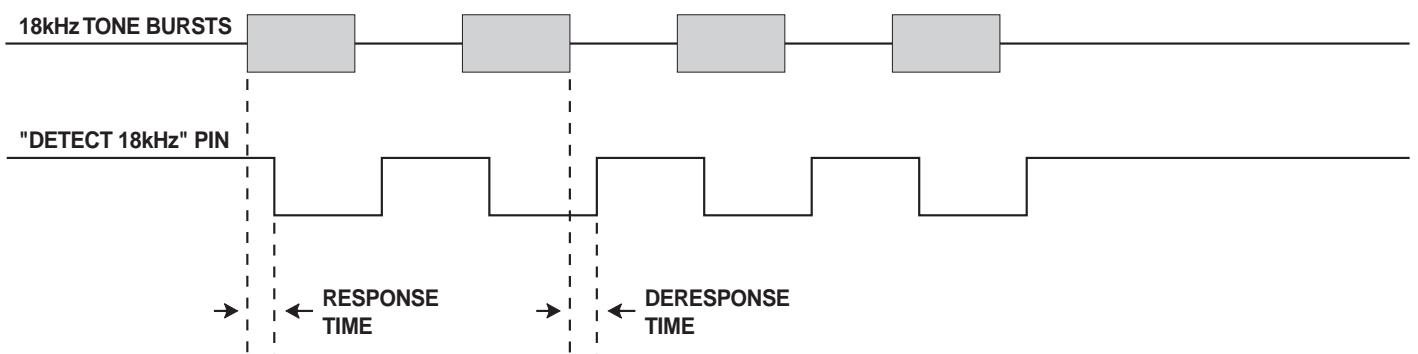 18kHz TONE BURSTS
"DETECT 18kHz" PIN
RESPONSE
TIME
DERESPONSE
TIME